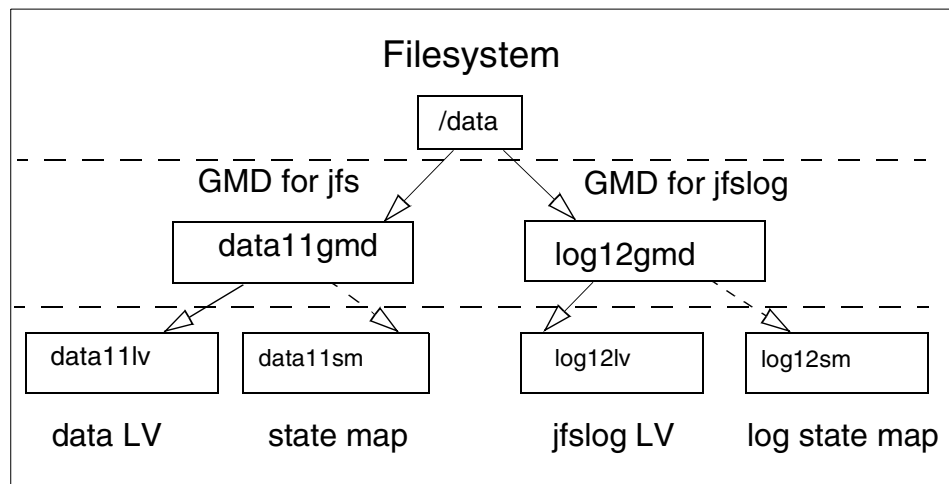 Filesystem
/data
GMD for jfs
GMD for jfslog
data11gmd
log12gmd
data11lv
data11sm
log12lv
log12sm
data LV
state map
jfslog LV
log state map